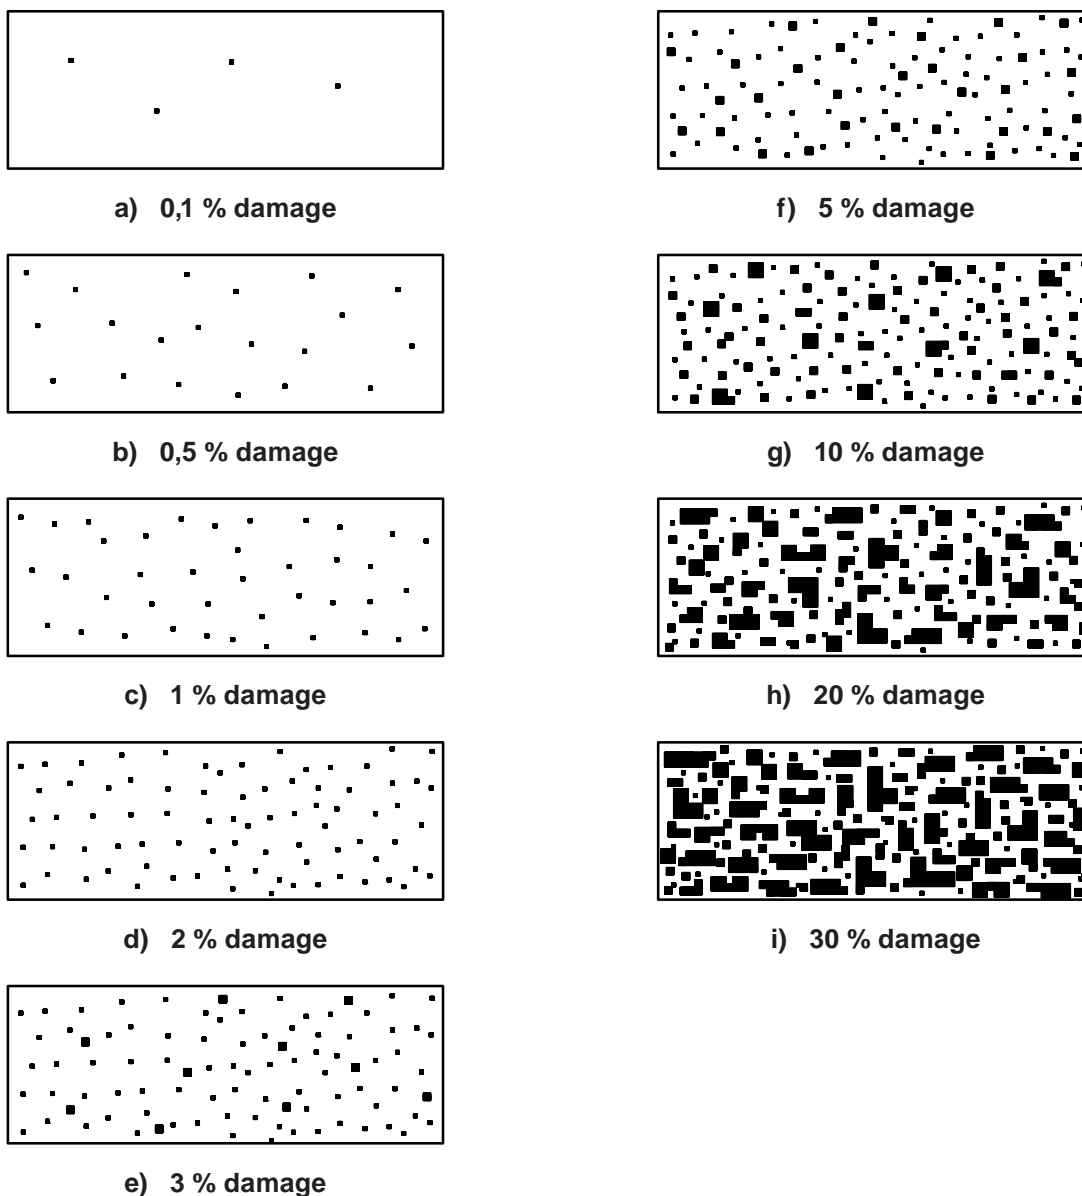 a) 0,1 % damage
b) 0,5 % damage
c) 1 % damage
d) 2 % damage
e) 3 % damage
f) 5 % damage
g) 10 % damage
h) 20 % damage
i) 30 % damage